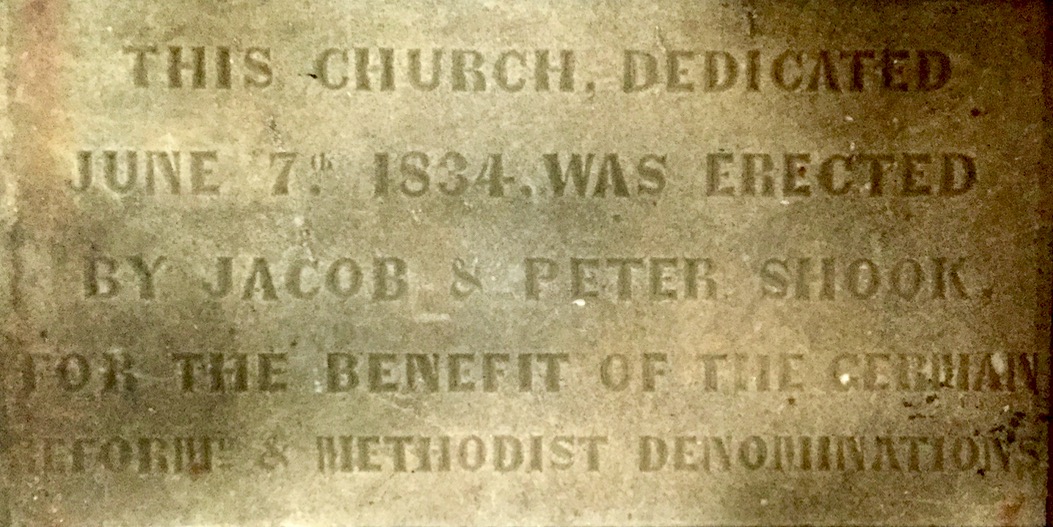 THIS CHURCH, DEDICATED
JUNE 7th 1834, WAS ERECTED
BY JACOB & PETER SHOOK,
FOR THE BENEFIT OF THE GERMAN
REFORMD & METHODIST DENOMINATIONS